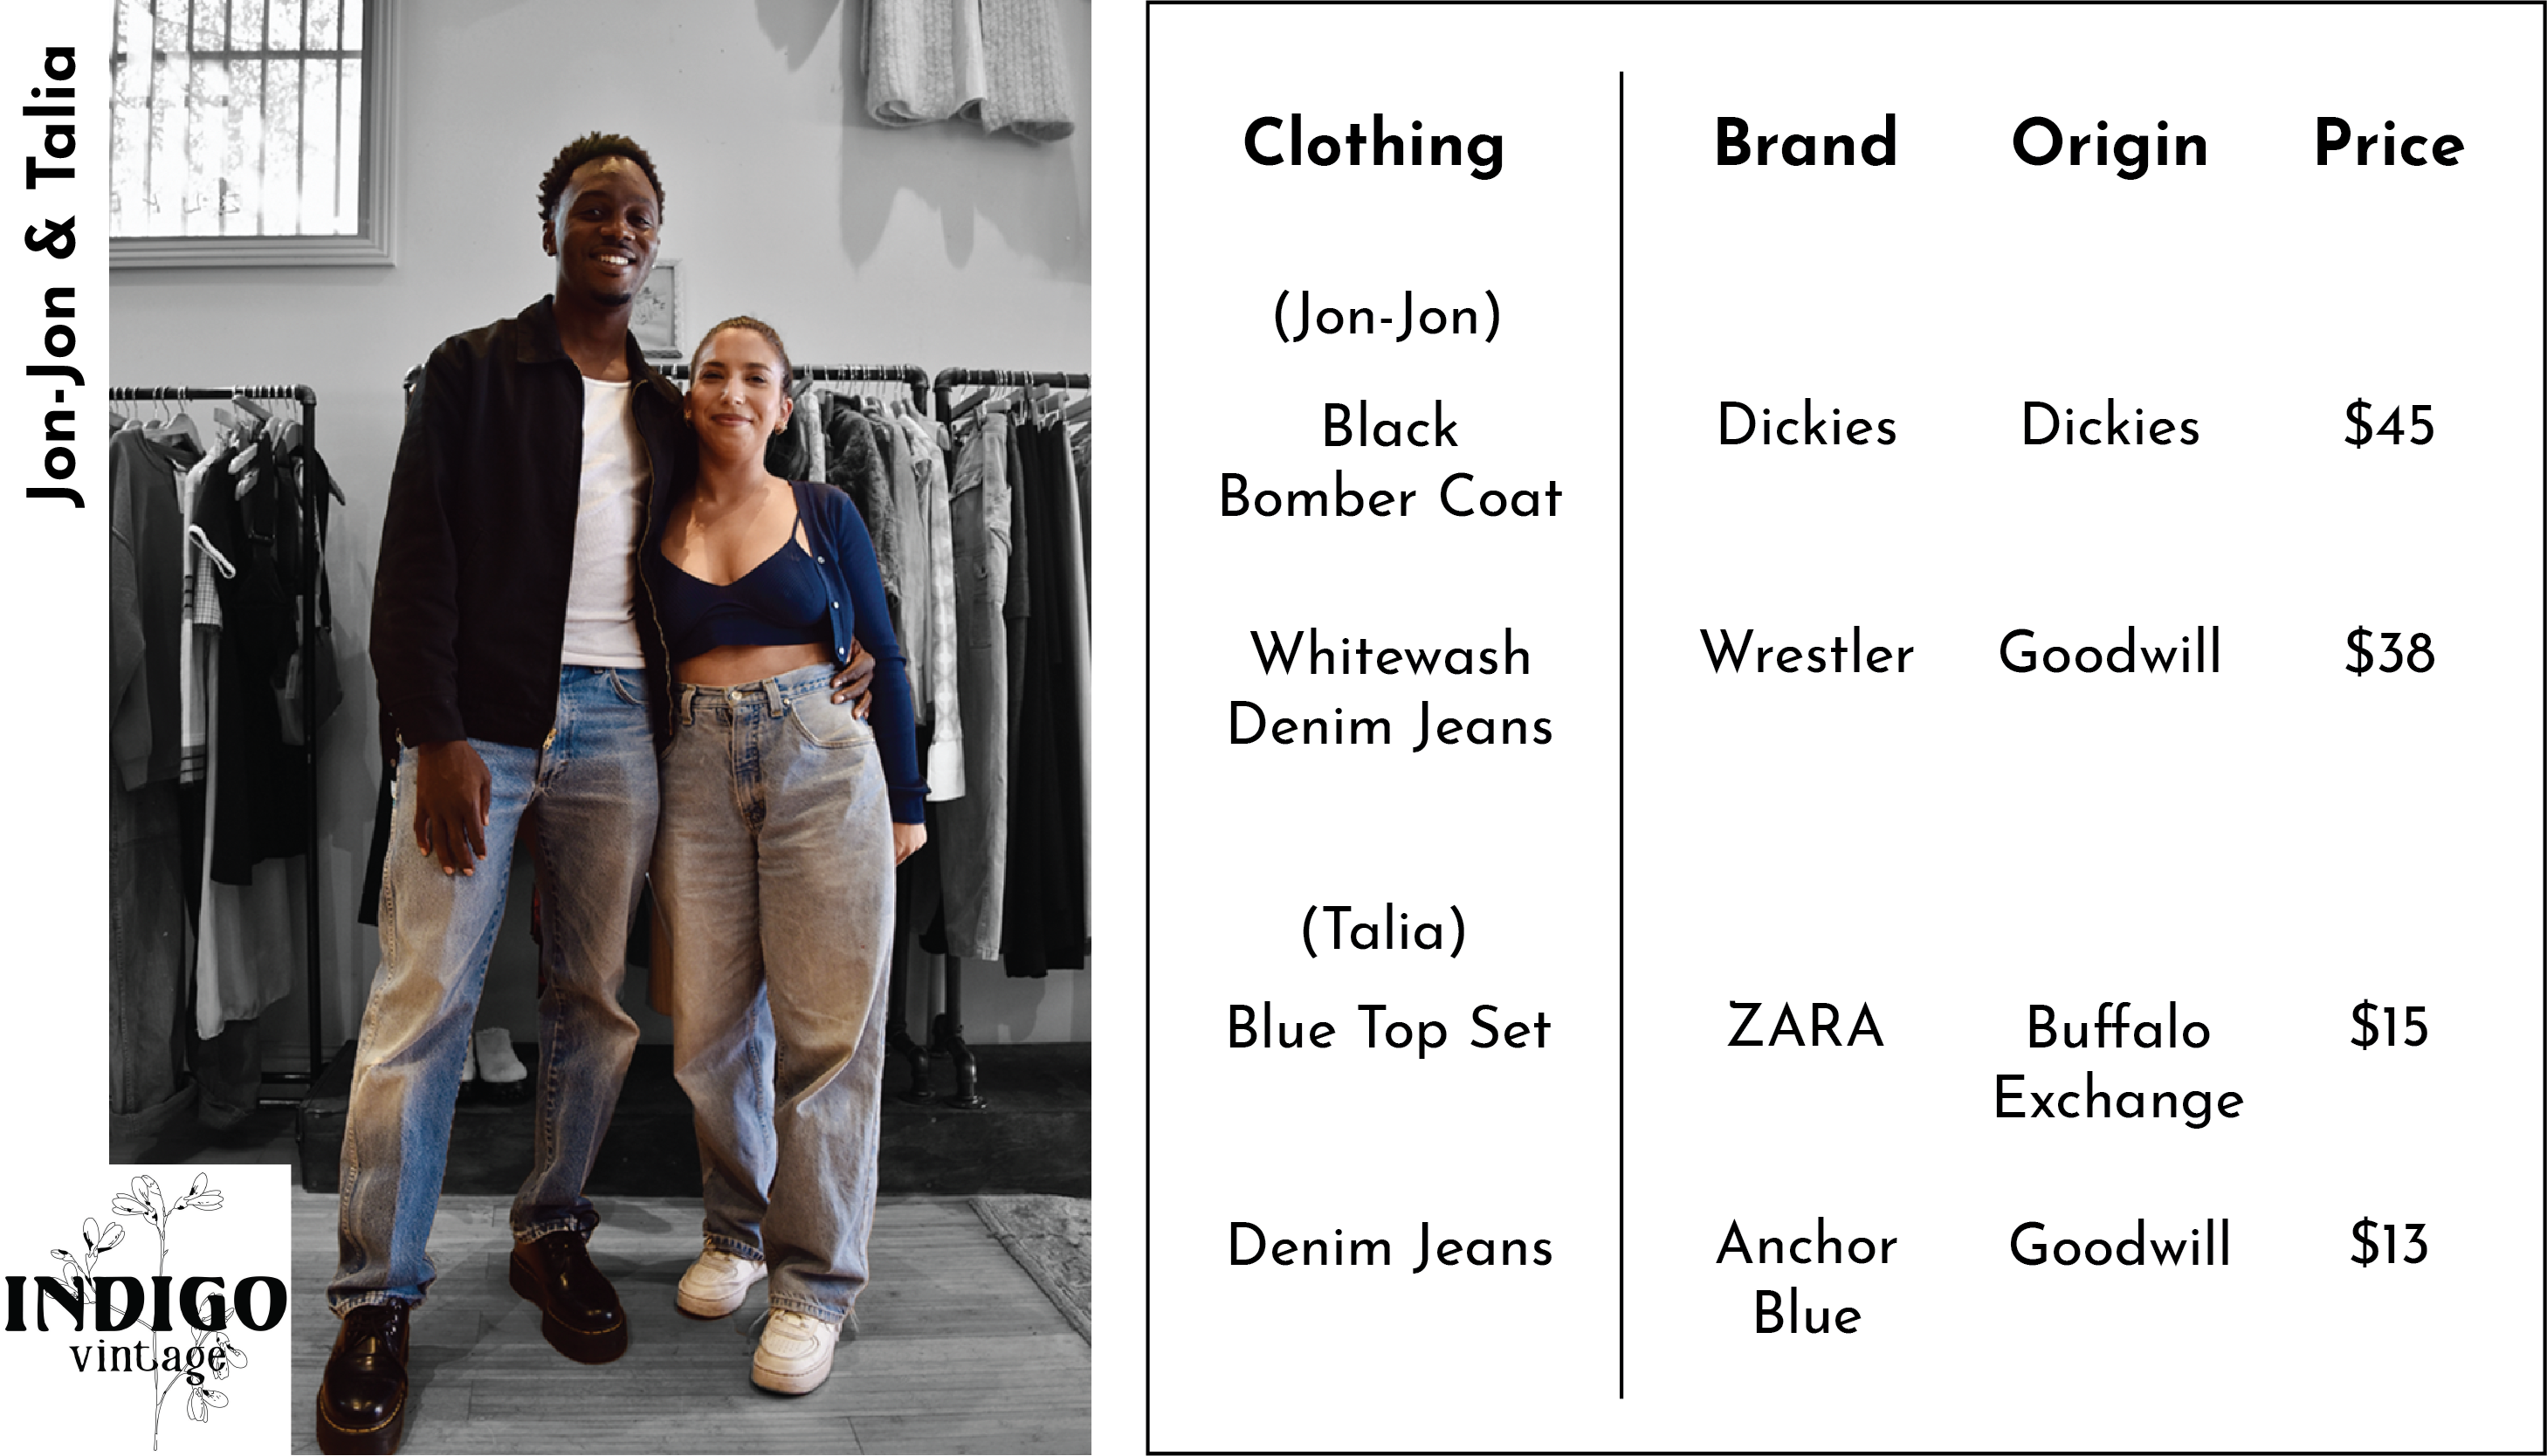 Jon-Jon & Talia
INDIGO
vintage
Clothing Brand Origin Price
(Jon-Jon)
Black Dickies Dickies $45
Bomber Coat
Whitewash Wrestler Goodwill $38
Denim Jeans
(Talia)
Blue Top Set ZARA Buffalo $15
Exchange
Denim Jeans Anchor Goodwill $13
Blue